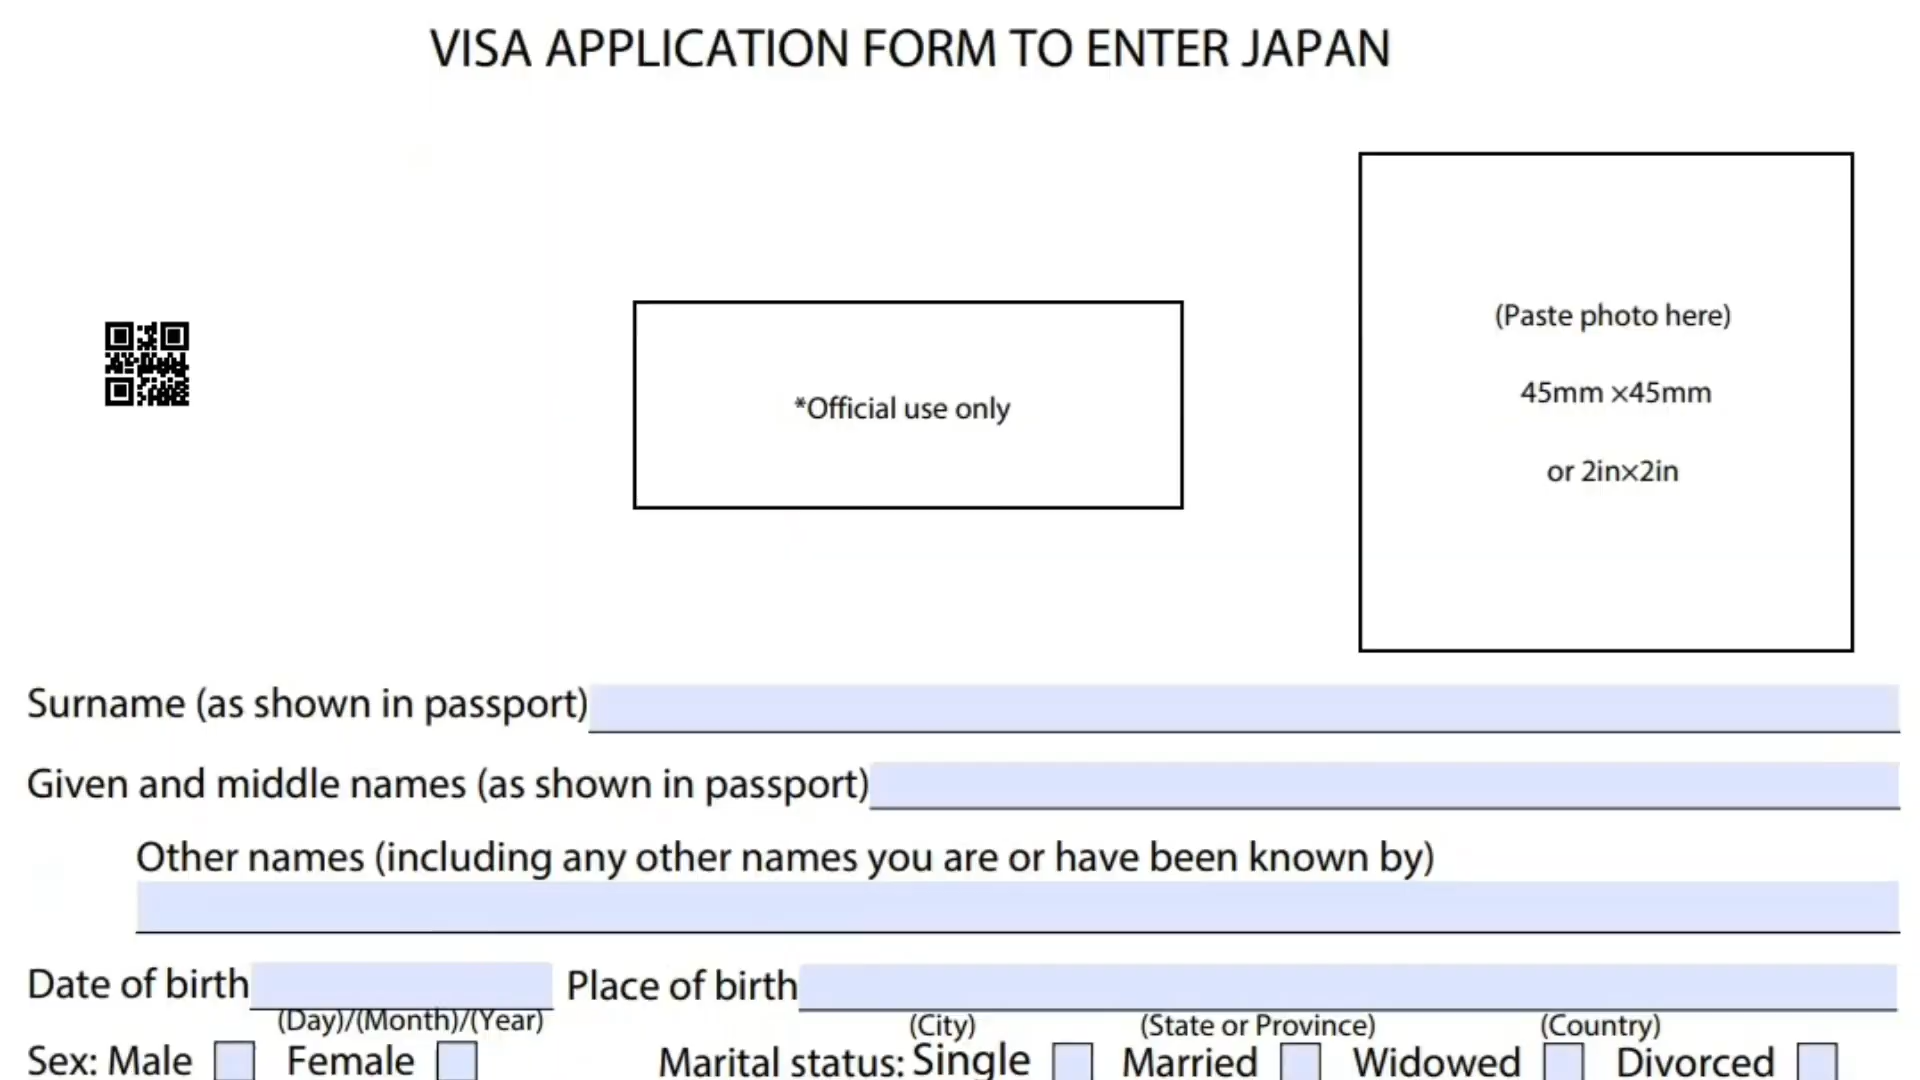 VISA APPLICATION FORM TO ENTER JAPAN
(Paste photo here)
45mm ×45mm
or 2in×2in
*Official use only
Surname (as shown in passport)
Given and middle names (as shown in passport)
Other names (including any other names you are or have been known by)
Date of birth Place of birth
(Day)/(Month)/(Year) (City) (State or Province) (Country)
Sex: Male Female Marital status: Single Married Widowed Divorced